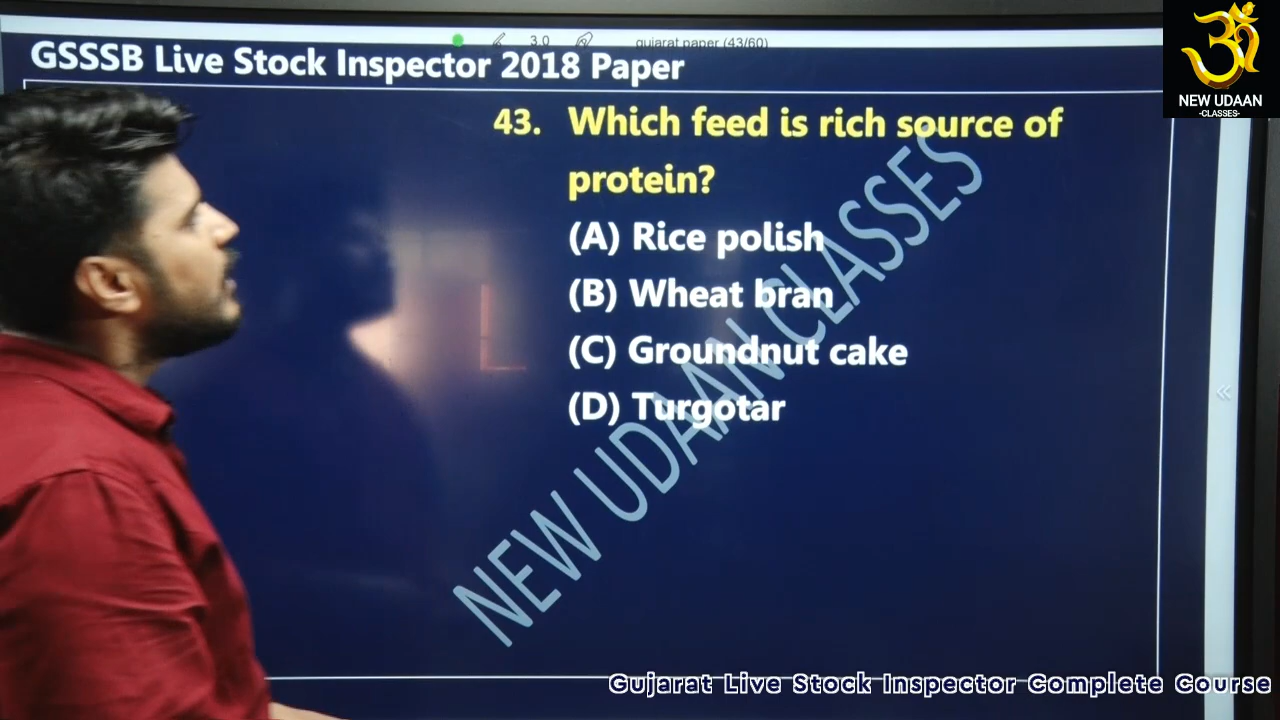 3.0
gujarat paper (43/60)
GSSSB Live Stock Inspector 2018 Paper
NEW UDAAN
-CLASSES-
43. Which feed is rich source of
protein?
(A) Rice polish
(B) Wheat bran
(C) Groundnut cake
(D) Turgotar
NEW UDAAN CLASSES
Gujarat Live Stock Inspector Complete Course